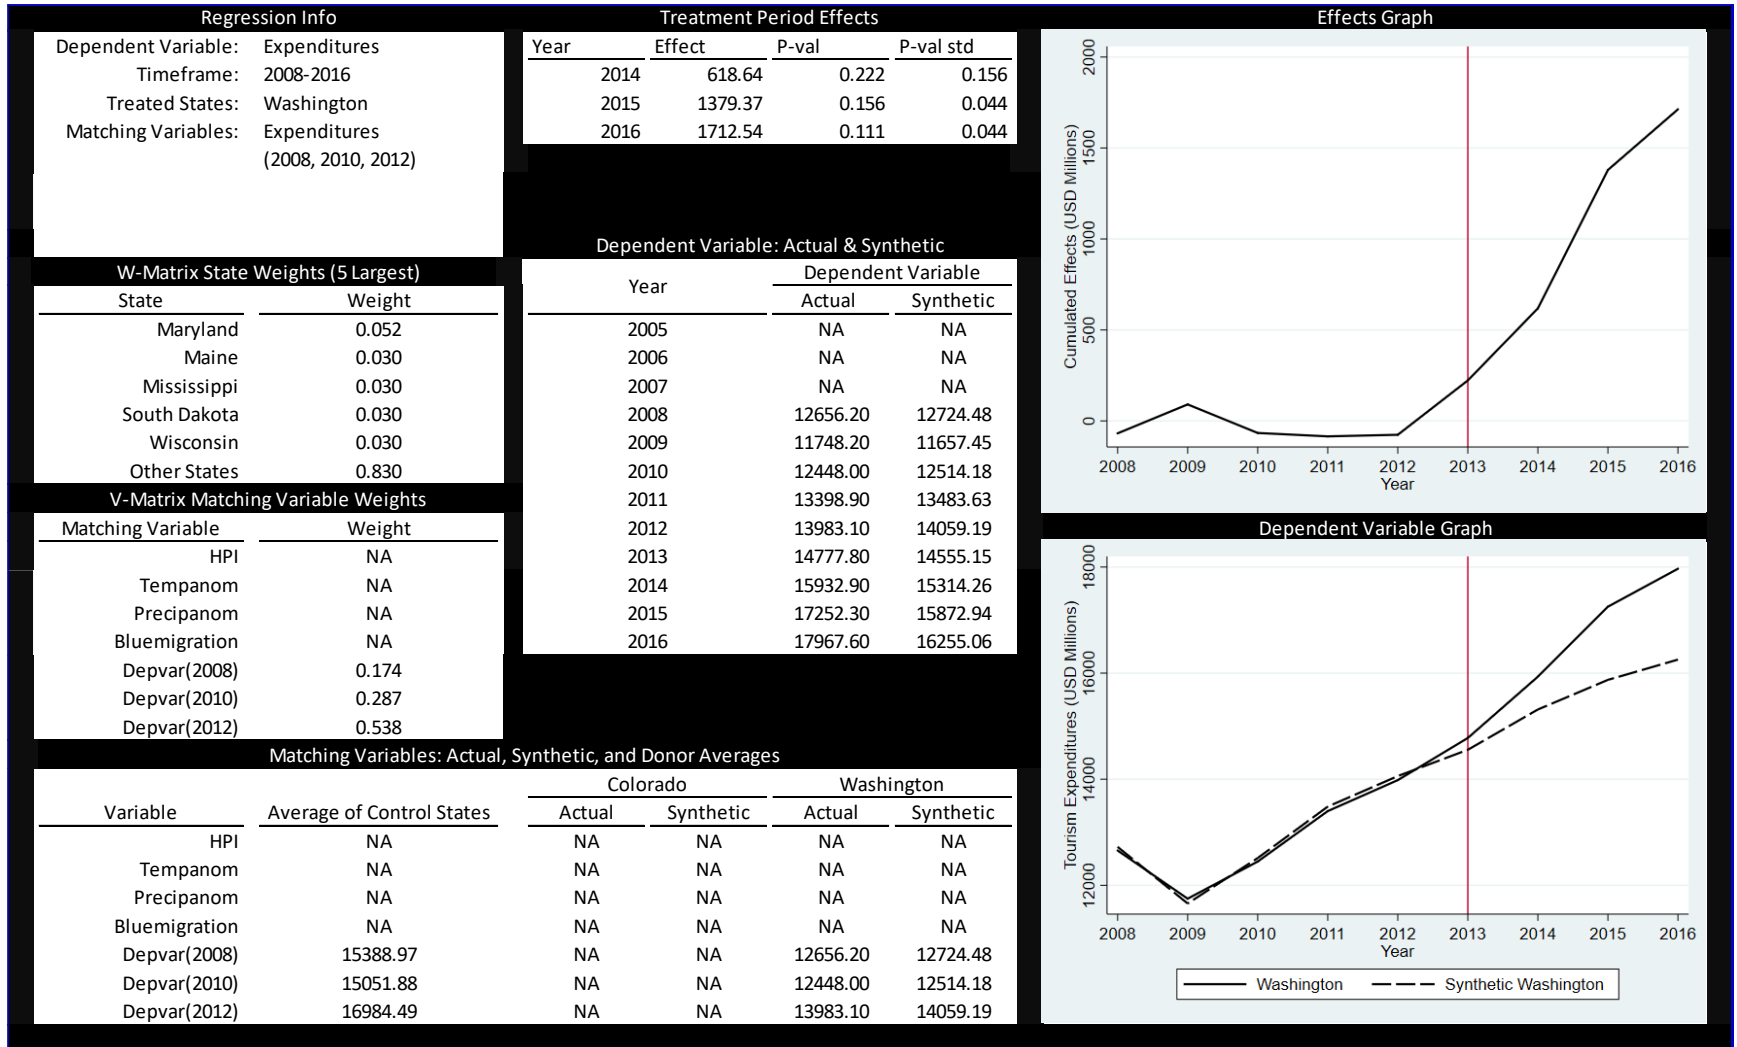 Regression Info
Dependent Variable: Expenditures
Timeframe: 2008-2016
Treated States: Washington
Matching Variables: Expenditures
(2008, 2010, 2012)
Treatment Period Effects
Year Effect P-val P-val std
2014 618.64 0.222 0.156
2015 1379.37 0.156 0.044
2016 1712.54 0.111 0.044
W-Matrix State Weights (5 Largest)
State Weight
Maryland 0.052
Maine 0.030
Mississippi 0.030
South Dakota 0.030
Wisconsin 0.030
Other States 0.830
V-Matrix Matching Variable Weights
Matching Variable Weight
HPI NA
Tempanom NA
Precipanom NA
Bluemigration NA
Depvar(2008) 0.174
Depvar(2010) 0.287
Depvar(2012) 0.538
Dependent Variable: Actual & Synthetic
Dependent Variable
Year
Actual Synthetic
2005 NA NA
2006 NA NA
2007 NA NA
2008 12656.20 12724.48
2009 11748.20 11657.45
2010 12448.00 12514.18
2011 13398.90 13483.63
2012 13983.10 14059.19
2013 14777.80 14555.15
2014 15932.90 15314.26
2015 17252.30 15872.94
2016 17967.60 16255.06
Matching Variables: Actual, Synthetic, and Donor Averages
Colorado Washington
Variable Average of Control States Actual Synthetic Actual Synthetic
HPI NA NA NA NA NA
Tempanom NA NA NA NA NA
Precipanom NA NA NA NA NA
Bluemigration NA NA NA NA NA
Depvar(2008) 15388.97 NA NA 12656.20 12724.48
Depvar(2010) 15051.88 NA NA 12448.00 12514.18
Depvar(2012) 16984.49 NA NA 13983.10 14059.19
Effects Graph
Cumulated Effects (USD Millions)
2000
1500
1000
500
0
2008 2009 2010 2011 2012 2013 2014 2015 2016
Year
Dependent Variable Graph
Tourism Expenditures (USD Millions)
18000
16000
14000
12000
2008 2009 2010 2011 2012 2013 2014 2015 2016
Year
Washington Synthetic Washington